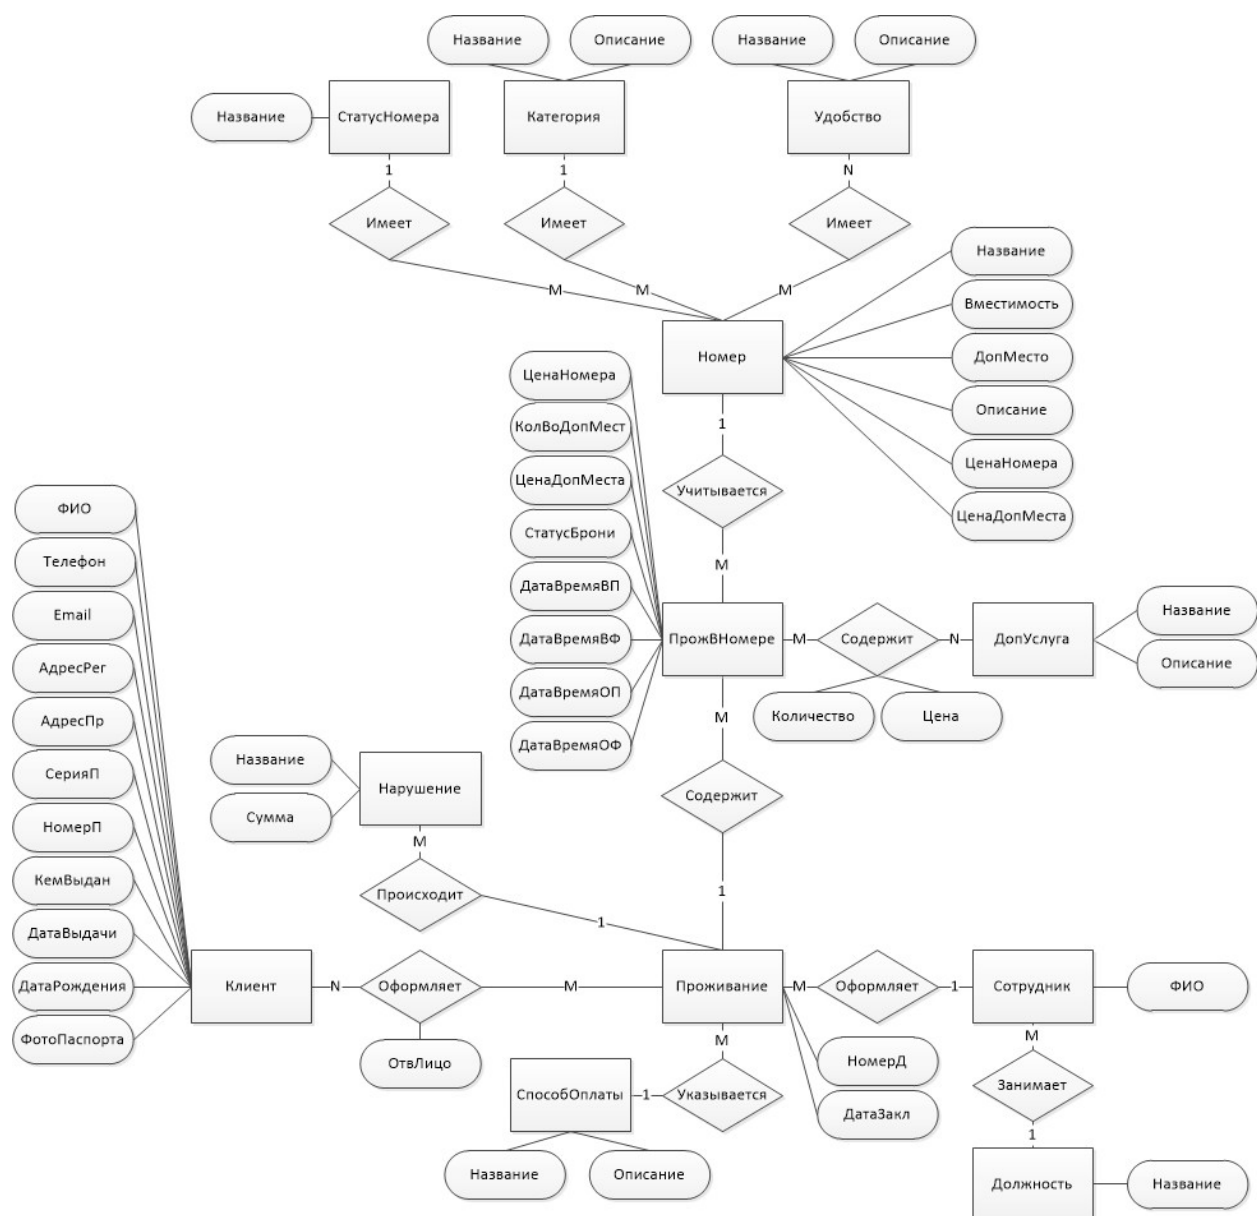 Название
Описание
Название
Описание
Название
СтатусНомера
Категория
Удобство
1
1
N
Имеет
Имеет
Имеет
М
М
М
Название
Вместимость
ДопМесто
Описание
ЦенаНомера
ЦенаДопМеста
Номер
ЦенаНомера
КолВоДопМест
ЦенаДопМеста
СтатусБрони
ДатаВремяВП
ДатаВремяВФ
ДатаВремяОП
ДатаВремяОФ
1
Учитывается
М
ПрожВНомере
М
Содержит
N
ДопУслуга
Название
Описание
Количество
Цена
М
Содержит
1
ФИО
Телефон
Email
АдресРег
АдресПр
СерияП
НомерП
КемВыдан
ДатаВыдачи
ДатаРождения
ФотоПаспорта
Название
Сумма
Нарушение
М
Происходит
1
Клиент
N
Оформляет
М
Проживание
М
Оформляет
1
Сотрудник
ФИО
ОтвЛицо
М
НомерД
ДатаЗакл
СпособОплаты
1
Указывается
Название
Описание
М
Занимает
1
Должность
Название